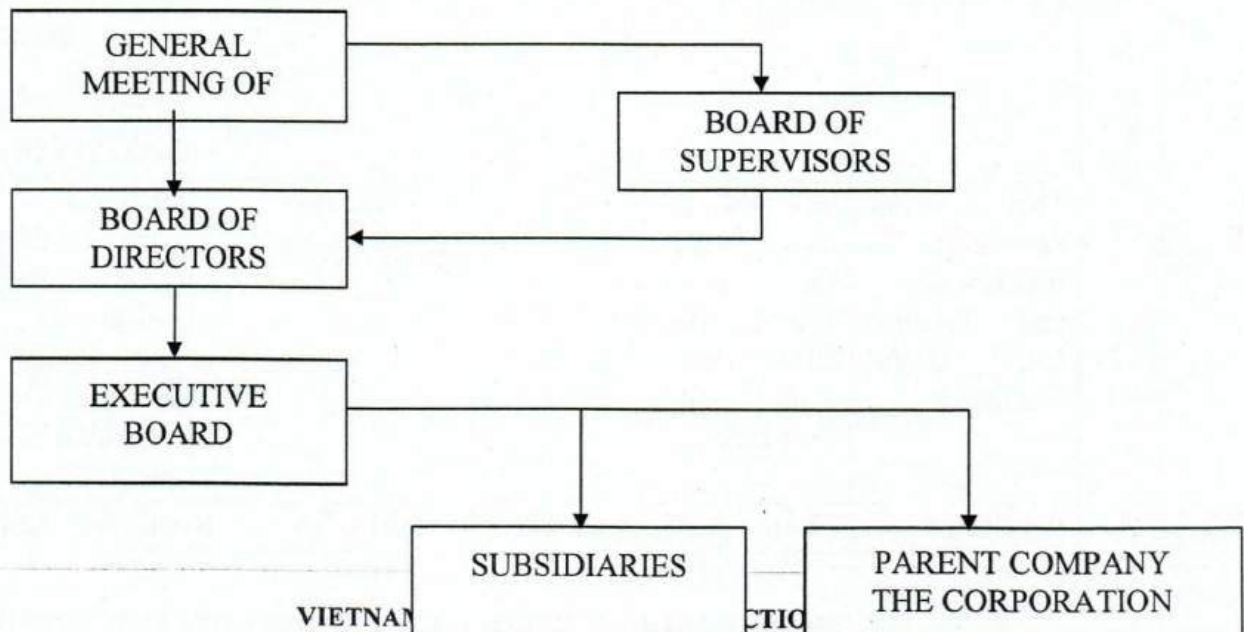 GENERAL
MEETING OF
BOARD OF
SUPERVISORS
BOARD OF
DIRECTORS
EXECUTIVE
BOARD
SUBSIDIARIES
PARENT COMPANY
THE CORPORATION